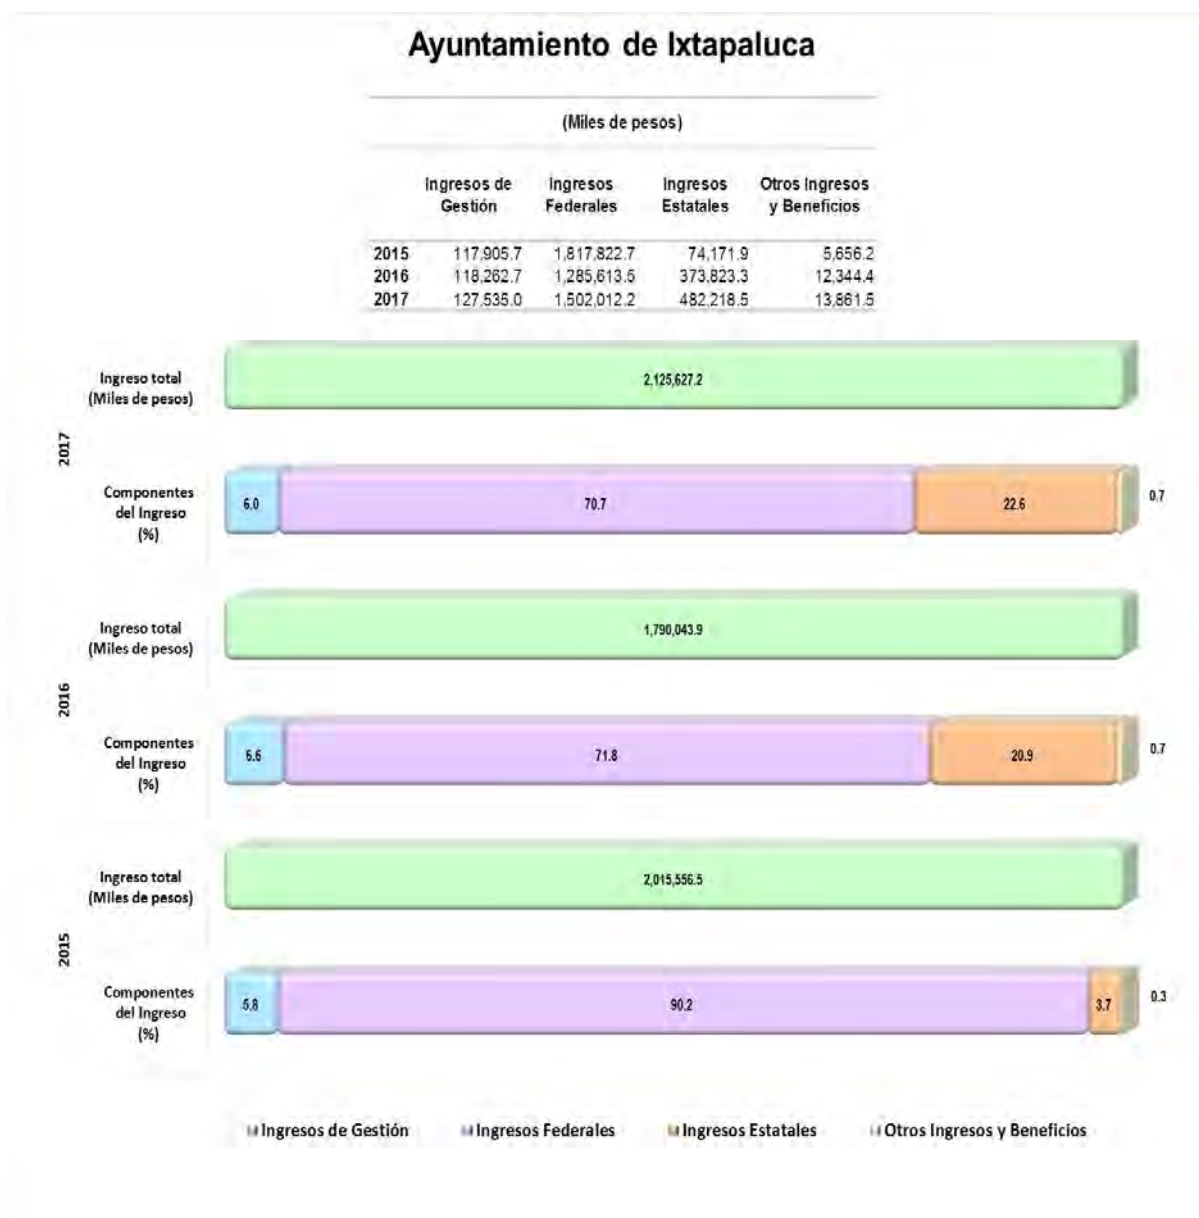 Ayuntamiento de Ixtapaluca
(Miles de pesos)
Ingresos de Gestión Ingresos Federales Ingresos Estatales Otros Ingresos y Beneficios
2015 117,905.7 1,817,822.7 74,171.9 5,656.2
2016 118,262.7 1,285,613.5 373,823.3 12,344.4
2017 127,535.0 1,502,012.2 482,218.5 13,861.5
2017
Ingreso total
(Miles de pesos)
2,125,627.2
Componentes
del Ingreso
(%)
6.0 70.7 22.6 0.7
2016
Ingreso total
(Miles de pesos)
1,790,043.9
Componentes
del Ingreso
(%)
6.6 71.8 20.9 0.7
2015
Ingreso total
(Miles de pesos)
2,015,556.5
Componentes
del Ingreso
(%)
5.8 90.2 3.7 0.3
Ingresos de Gestión Ingresos Federales Ingresos Estatales Otros Ingresos y Beneficios